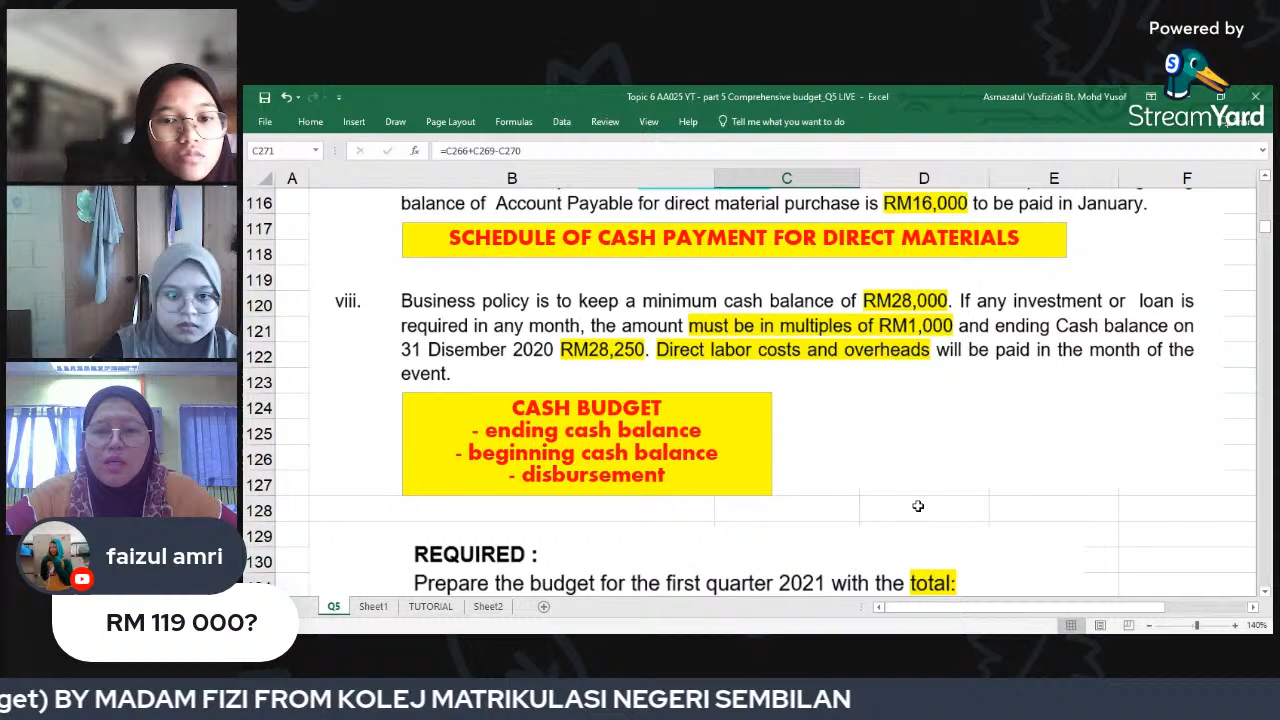 Powered by
StreamYard
Topic 6 AA025 YT - part 5 Comprehensive budget_Q5 LIVE - Excel
Asmazatul Yusfiziati Bt. Mohd Yusof
File Home Insert Draw Page Layout Formulas Data Review View Help Tell me what you want to do
C271 fx =C266+C269-C270
A B C D E F
116 balance of Account Payable for direct material purchase is RM16,000 to be paid in January.
117 SCHEDULE OF CASH PAYMENT FOR DIRECT MATERIALS
118
119
120 viii. Business policy is to keep a minimum cash balance of RM28,000. If any investment or loan is
121 required in any month, the amount must be in multiples of RM1,000 and ending Cash balance on
122 31 Disember 2020 RM28,250. Direct labor costs and overheads will be paid in the month of the
123 event.
124 CASH BUDGET
125 - ending cash balance
126 - beginning cash balance
127 - disbursement
128
129 REQUIRED :
130 Prepare the budget for the first quarter 2021 with the total:
Q5 Sheet1 TUTORIAL Sheet2
140%
faizul amri
RM 119 000?
get) BY MADAM FIZI FROM KOLEJ MATRIKULASI NEGERI SEMBILAN